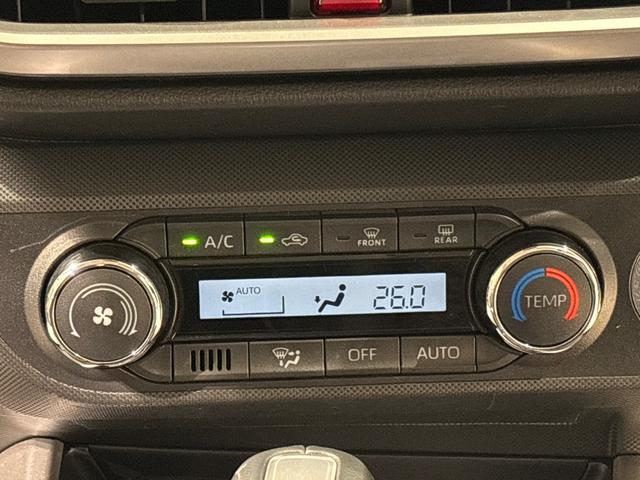 A/C
FRONT
REAR
AUTO
26.0
TEMP
OFF
AUTO